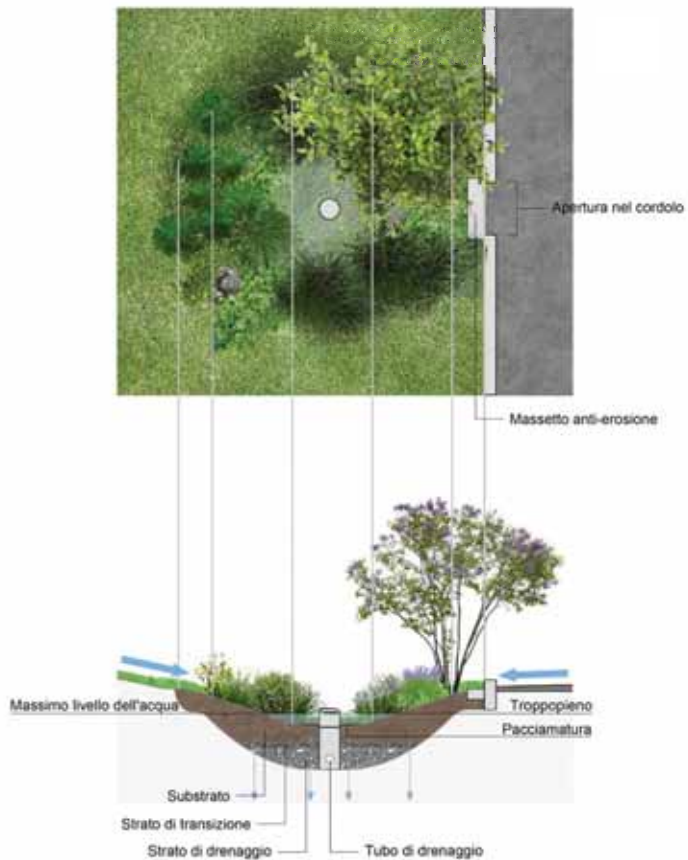 Apertura nel cordolo
Massetto anti-erosione
Massimo livello dell'acqua
Troppopieno
Pacciamatura
Substrato
Strato di transizione
Strato di drenaggio
Tubo di drenaggio